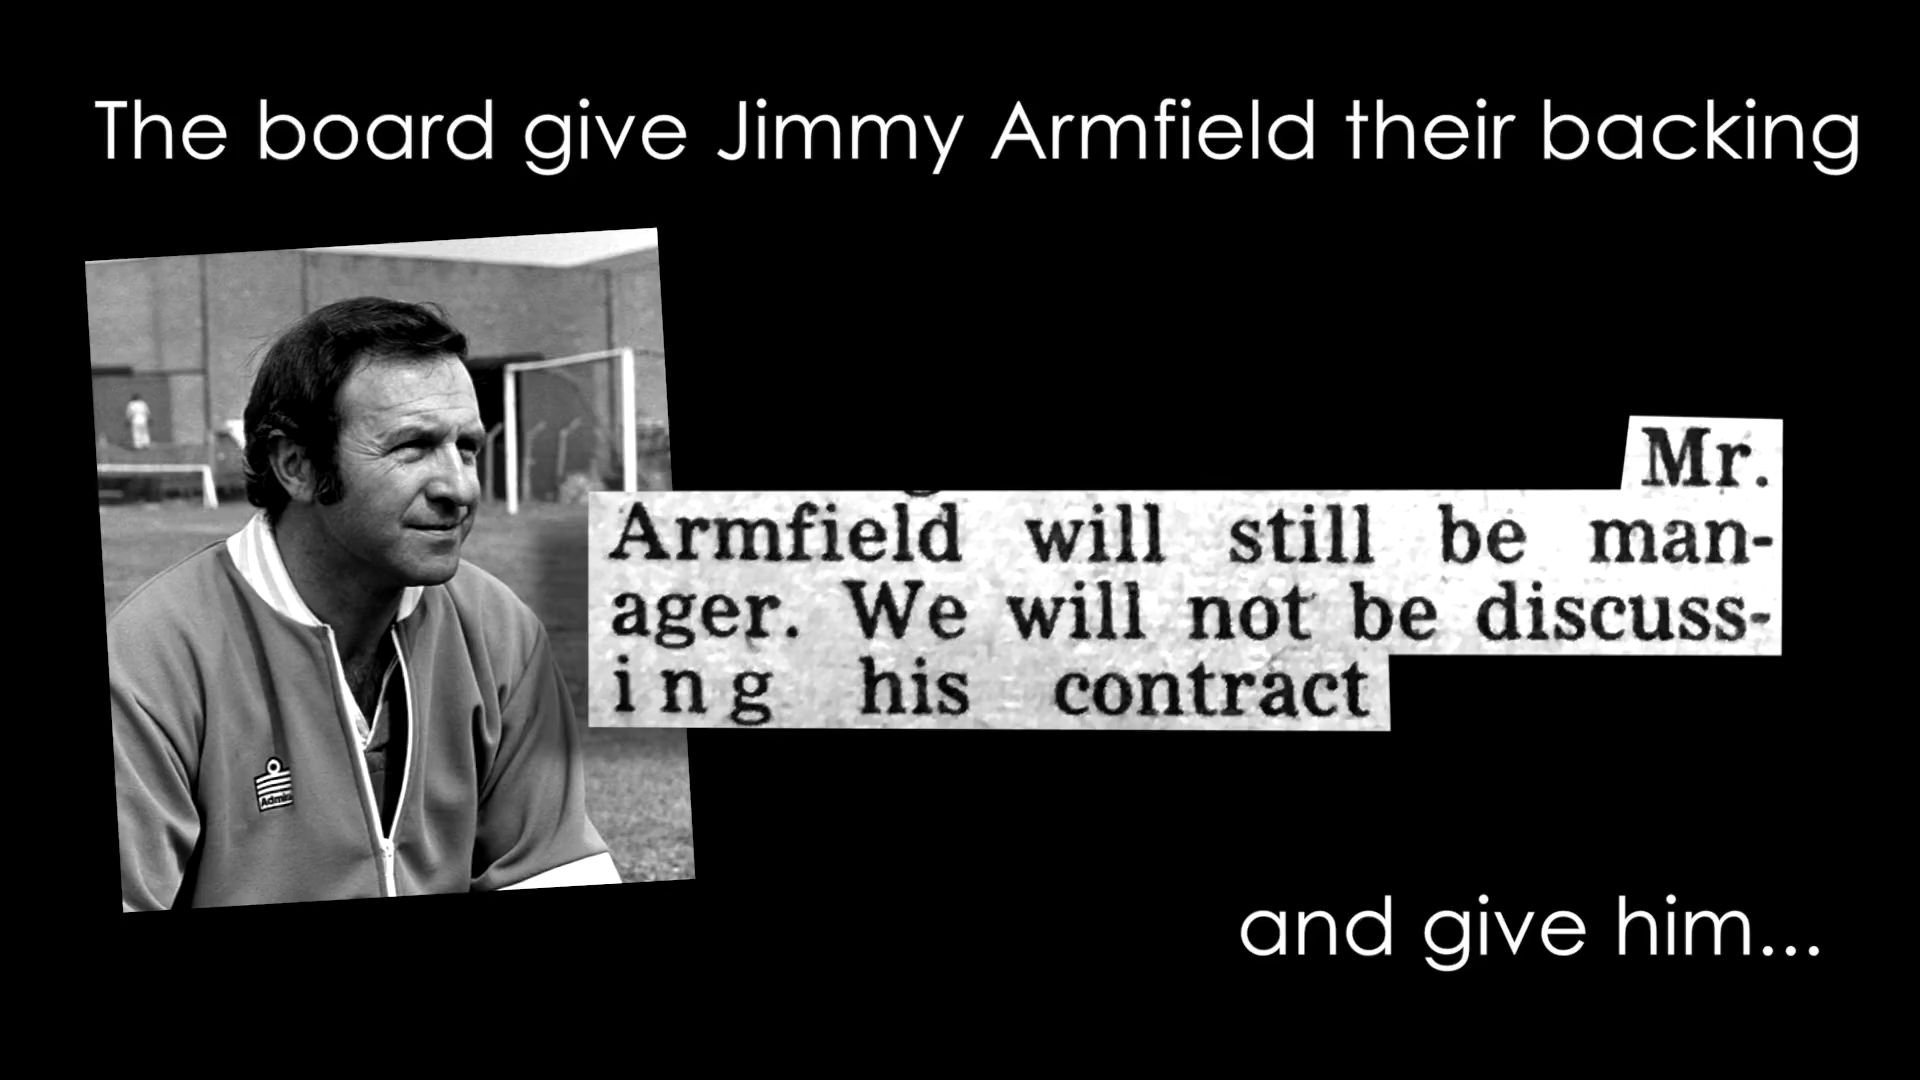 The board give Jimmy Armfield their backing
Mr.
Armfield will still be man-
ager. We will not be discuss-
ing his contract
Admir
and give him...